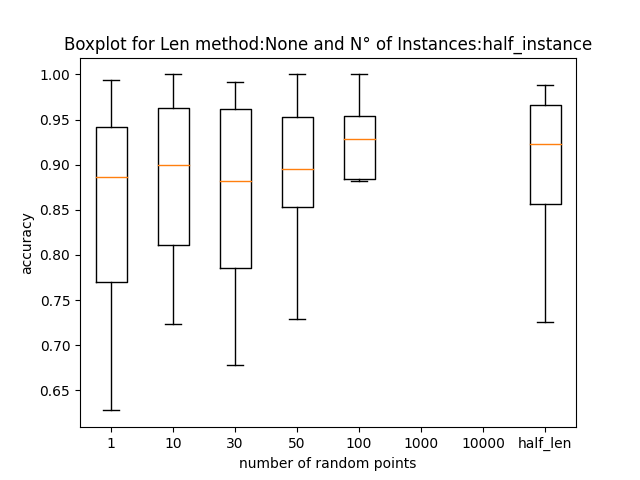 Boxplot for Len method:None and N° of Instances:half_instance
1.00
0.95
0.90
0.85
0.80
0.75
0.70
0.65
accuracy
1 10 30 50 100 1000 10000 half_len
number of random points